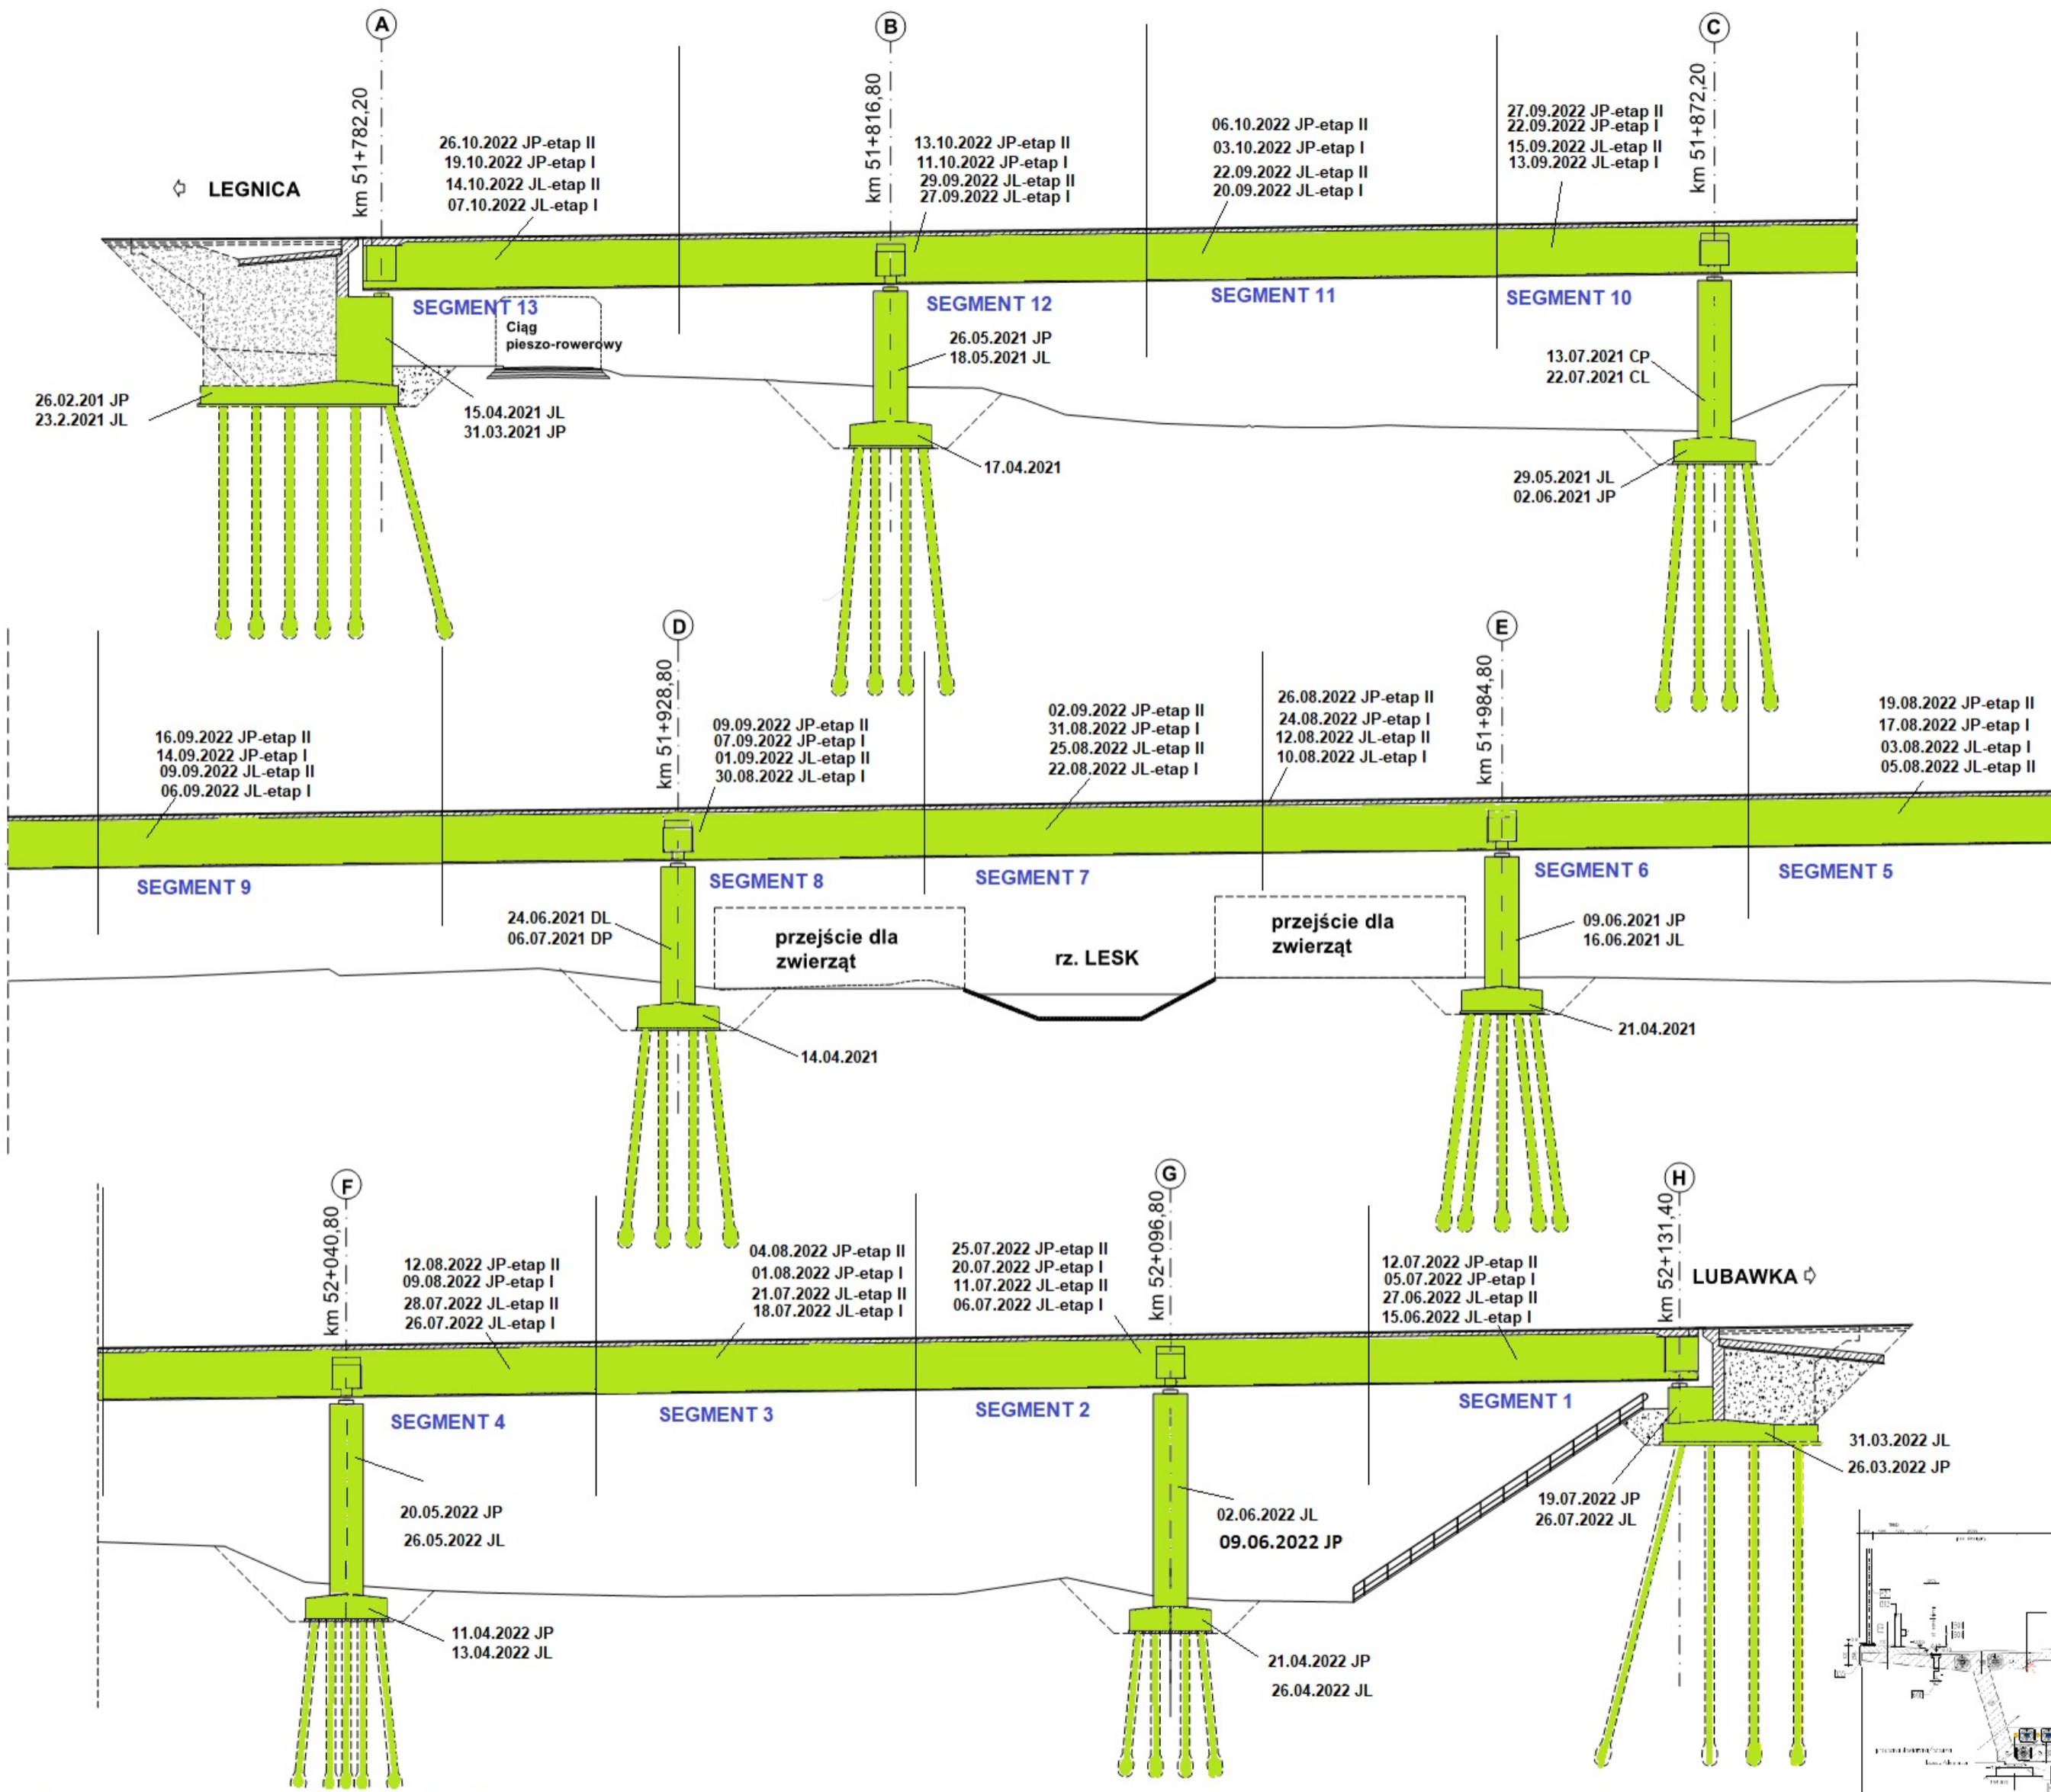 A
B
C
km 51+782,20
km 51+816,80
km 51+872,20
LEGNICA
26.10.2022 JP-etap II
19.10.2022 JP-etap I
14.10.2022 JL-etap II
07.10.2022 JL-etap I
13.10.2022 JP-etap II
11.10.2022 JP-etap I
29.09.2022 JL-etap II
27.09.2022 JL-etap I
06.10.2022 JP-etap II
03.10.2022 JP-etap I
22.09.2022 JL-etap II
20.09.2022 JL-etap I
27.09.2022 JP-etap II
22.09.2022 JP-etap I
15.09.2022 JL-etap II
13.09.2022 JL-etap I
SEGMENT 13
SEGMENT 12
SEGMENT 11
SEGMENT 10
Ciąg
pieszo-rowerowy
26.05.2021 JP
18.05.2021 JL
13.07.2021 CP
22.07.2021 CL
26.02.201 JP
23.2.2021 JL
15.04.2021 JL
31.03.2021 JP
17.04.2021
29.05.2021 JL
02.06.2021 JP
D
E
km 51+928,80
km 51+984,80
16.09.2022 JP-etap II
14.09.2022 JP-etap I
09.09.2022 JL-etap II
06.09.2022 JL-etap I
09.09.2022 JP-etap II
07.09.2022 JP-etap I
01.09.2022 JL-etap II
30.08.2022 JL-etap I
02.09.2022 JP-etap II
31.08.2022 JP-etap I
25.08.2022 JL-etap II
22.08.2022 JL-etap I
26.08.2022 JP-etap II
24.08.2022 JP-etap I
12.08.2022 JL-etap II
10.08.2022 JL-etap I
19.08.2022 JP-etap II
17.08.2022 JP-etap I
03.08.2022 JL-etap I
05.08.2022 JL-etap II
SEGMENT 9
SEGMENT 8
SEGMENT 7
SEGMENT 6
SEGMENT 5
24.06.2021 DL
06.07.2021 DP
przejście dla
zwierząt
rz. LESK
przejście dla
zwierząt
09.06.2021 JP
16.06.2021 JL
14.04.2021
21.04.2021
F
G
H
km 52+040,80
km 52+096,80
km 52+131,40
12.08.2022 JP-etap II
09.08.2022 JP-etap I
28.07.2022 JL-etap II
26.07.2022 JL-etap I
04.08.2022 JP-etap II
01.08.2022 JP-etap I
21.07.2022 JL-etap II
18.07.2022 JL-etap I
25.07.2022 JP-etap II
20.07.2022 JP-etap I
11.07.2022 JL-etap II
06.07.2022 JL-etap I
12.07.2022 JP-etap II
05.07.2022 JP-etap I
27.06.2022 JL-etap II
15.06.2022 JL-etap I
LUBAWKA
SEGMENT 4
SEGMENT 3
SEGMENT 2
SEGMENT 1
20.05.2022 JP
26.05.2022 JL
02.06.2022 JL
09.06.2022 JP
31.03.2022 JL
26.03.2022 JP
19.07.2022 JP
26.07.2022 JL
11.04.2022 JP
13.04.2022 JL
21.04.2022 JP
26.04.2022 JL